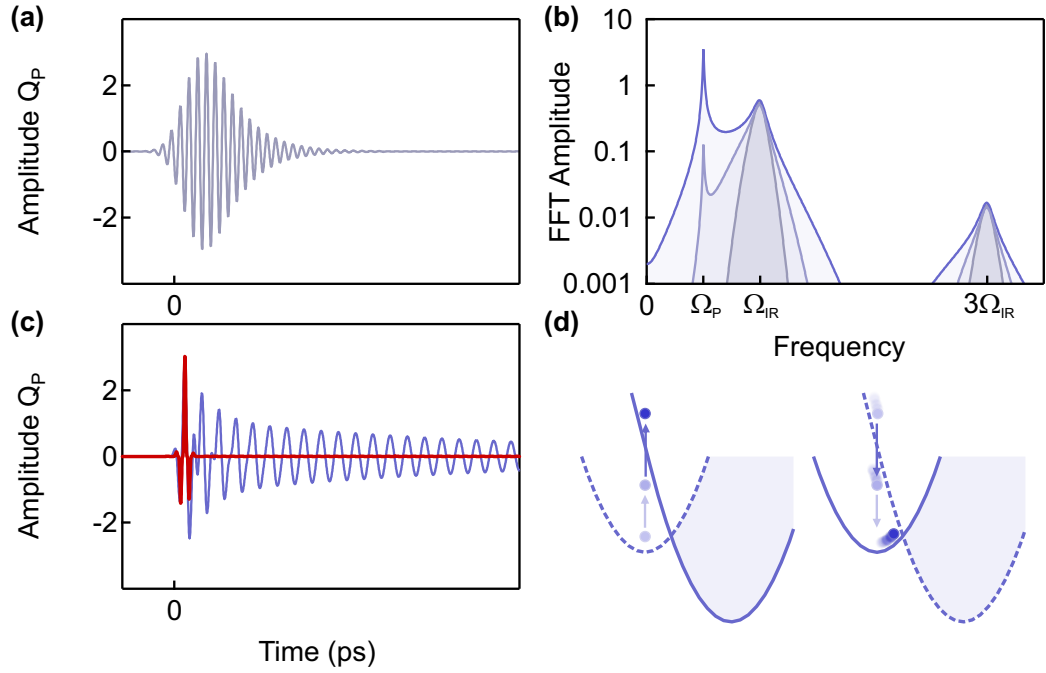 (a)
Amplitude Q_P
2
0
-2
0
(b)
FFT Amplitude
10
1
0.1
0.01
0.001
0
Ω_P
Ω_IR
3Ω_IR
Frequency
(c)
Amplitude Q_P
2
0
-2
0
Time (ps)
(d)